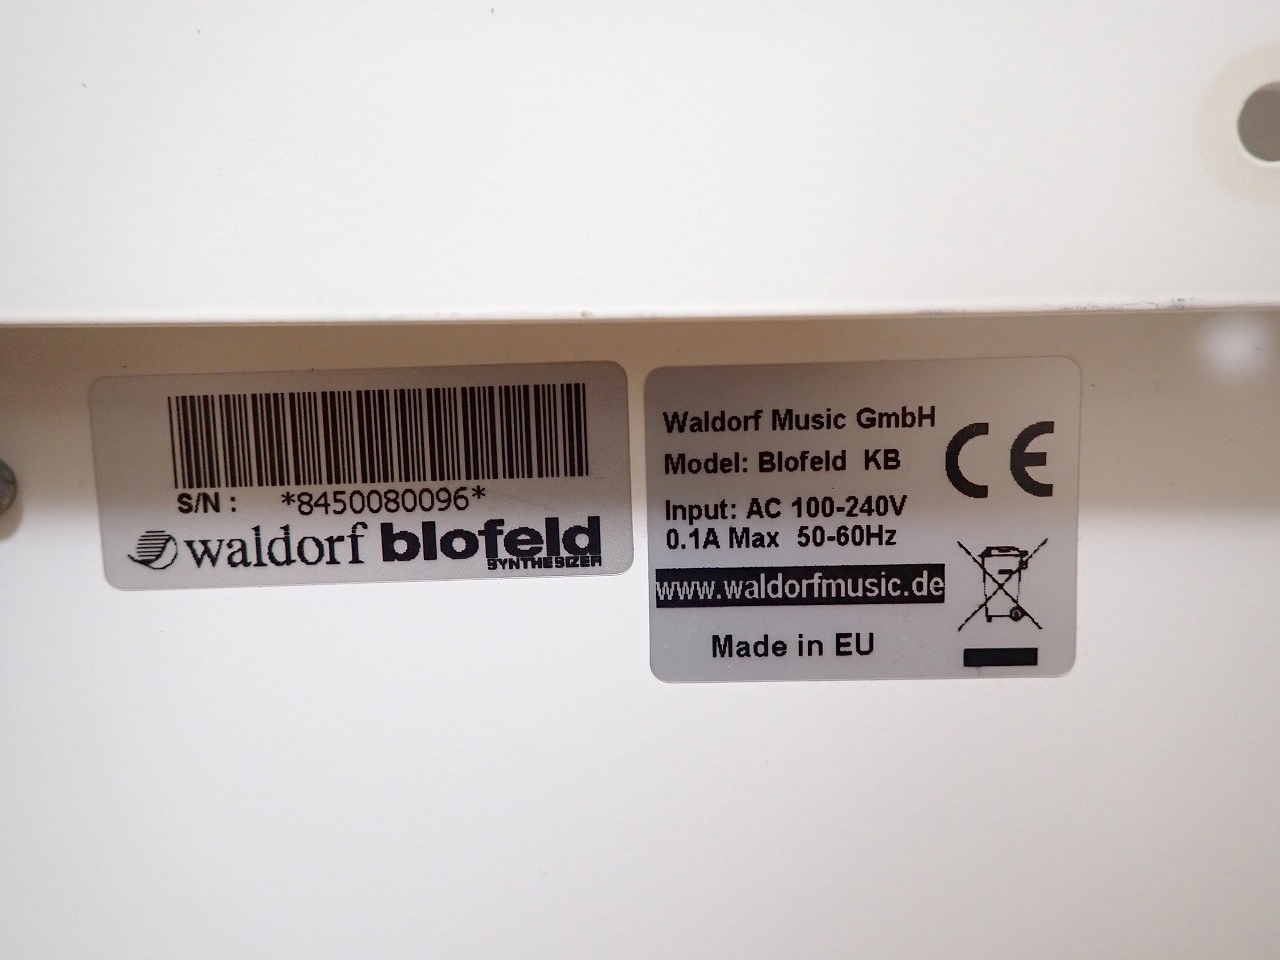 S/N : *8450080096*
waldorf blofeld
SYNTHESIZER
Waldorf Music GmbH
Model: Blofeld KB
CE
Input: AC 100-240V
0.1A Max 50-60Hz
www.waldorfmusic.de
Made in EU